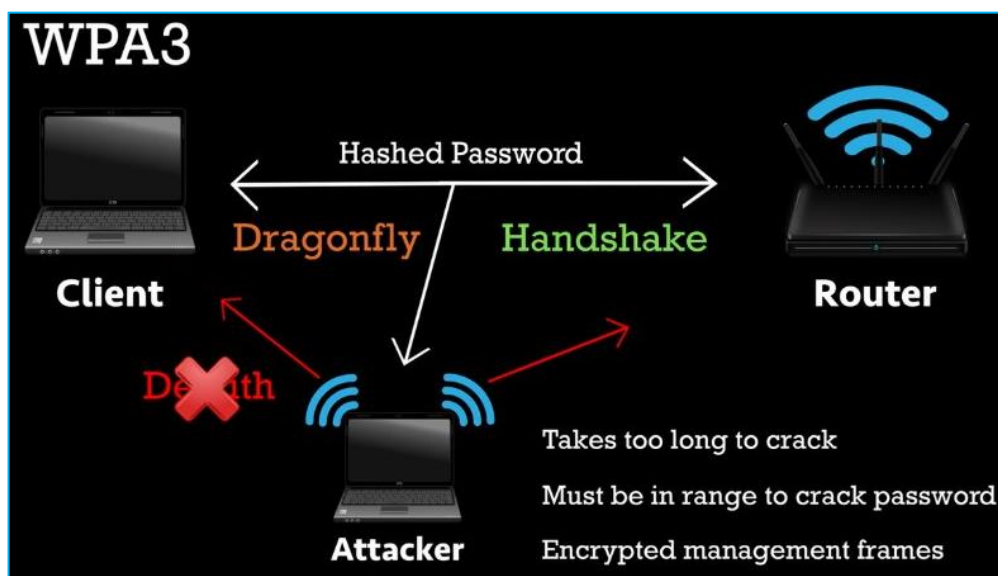 WPA3
Hashed Password
Dragonfly Handshake
Client
Router
Takes too long to crack
Must be in range to crack password
Attacker
Encrypted management frames